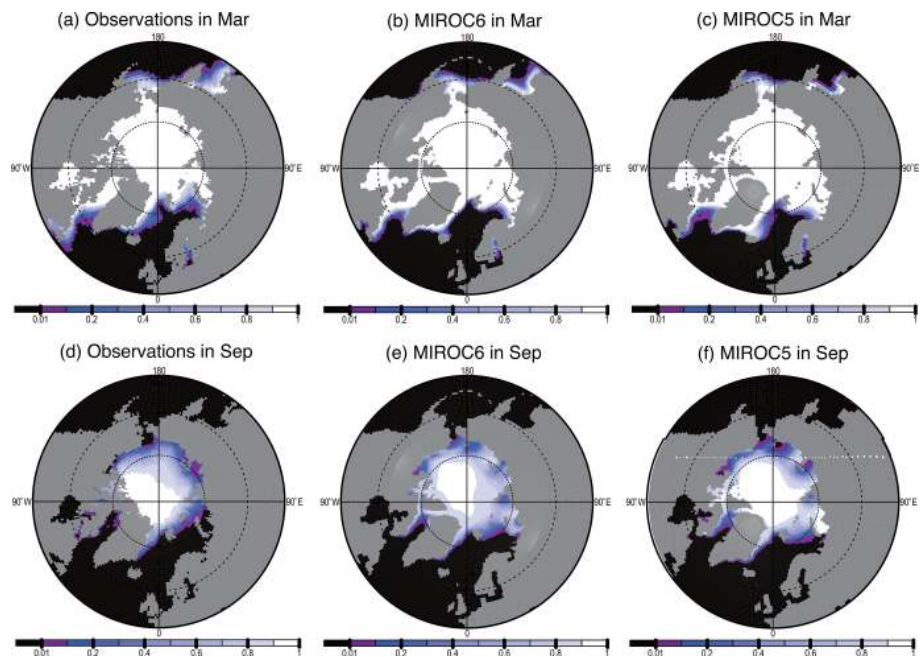 (a) Observations in Mar
(b) MIROC6 in Mar
(c) MIROC5 in Mar
180
180
180
90°W
90°E
90°W
90°E
90°W
90°E
0
0
0
0.01 0.2 0.4 0.6 0.8 1
0.01 0.2 0.4 0.6 0.8 1
0.01 0.2 0.4 0.6 0.8 1
(d) Observations in Sep
(e) MIROC6 in Sep
(f) MIROC5 in Sep
180
180
180
90°W
90°E
90°W
90°E
90°W
90°E
0
0
0
0.01 0.2 0.4 0.6 0.8 1
0.01 0.2 0.4 0.6 0.8 1
0.01 0.2 0.4 0.6 0.8 1